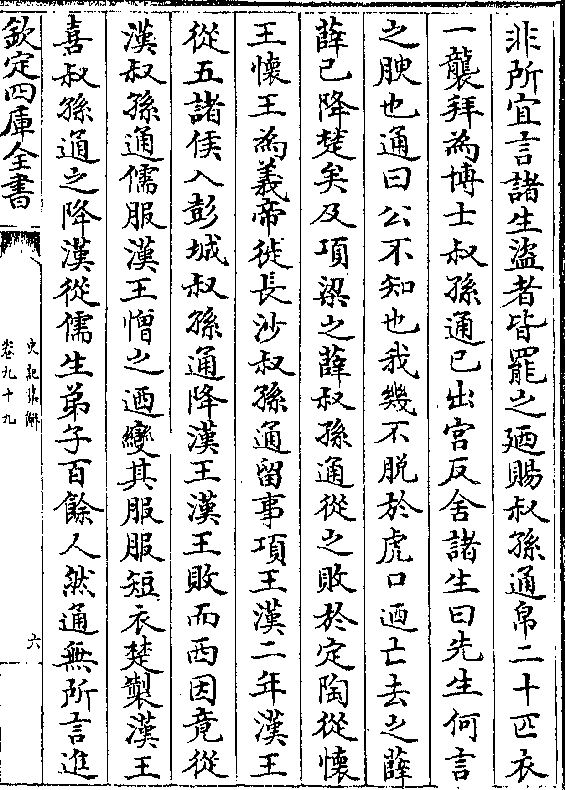 非所宜言諸生盜者皆罷之廼賜叔孫通帛二十匹衣
一襲拜為博士叔孫通已出宮反舍諸生曰先生何言
之腴也通曰公不知也我幾不脫於虎口廼亡去之薛
薛已降楚矣及項梁之薛叔孫通從之敗於定陶從懷
王懷王為義帝徙長沙叔孫通留事項王漢二年漢王
從五諸侯入彭城叔孫通降漢王漢王敗而西因竟從
漢叔孫通儒服漢王憎之廼變其服服短衣楚製漢王
喜叔孫通之降漢從儒生弟子百餘人然通無所言進
欽定四庫全書
史記集解
卷九十九
六